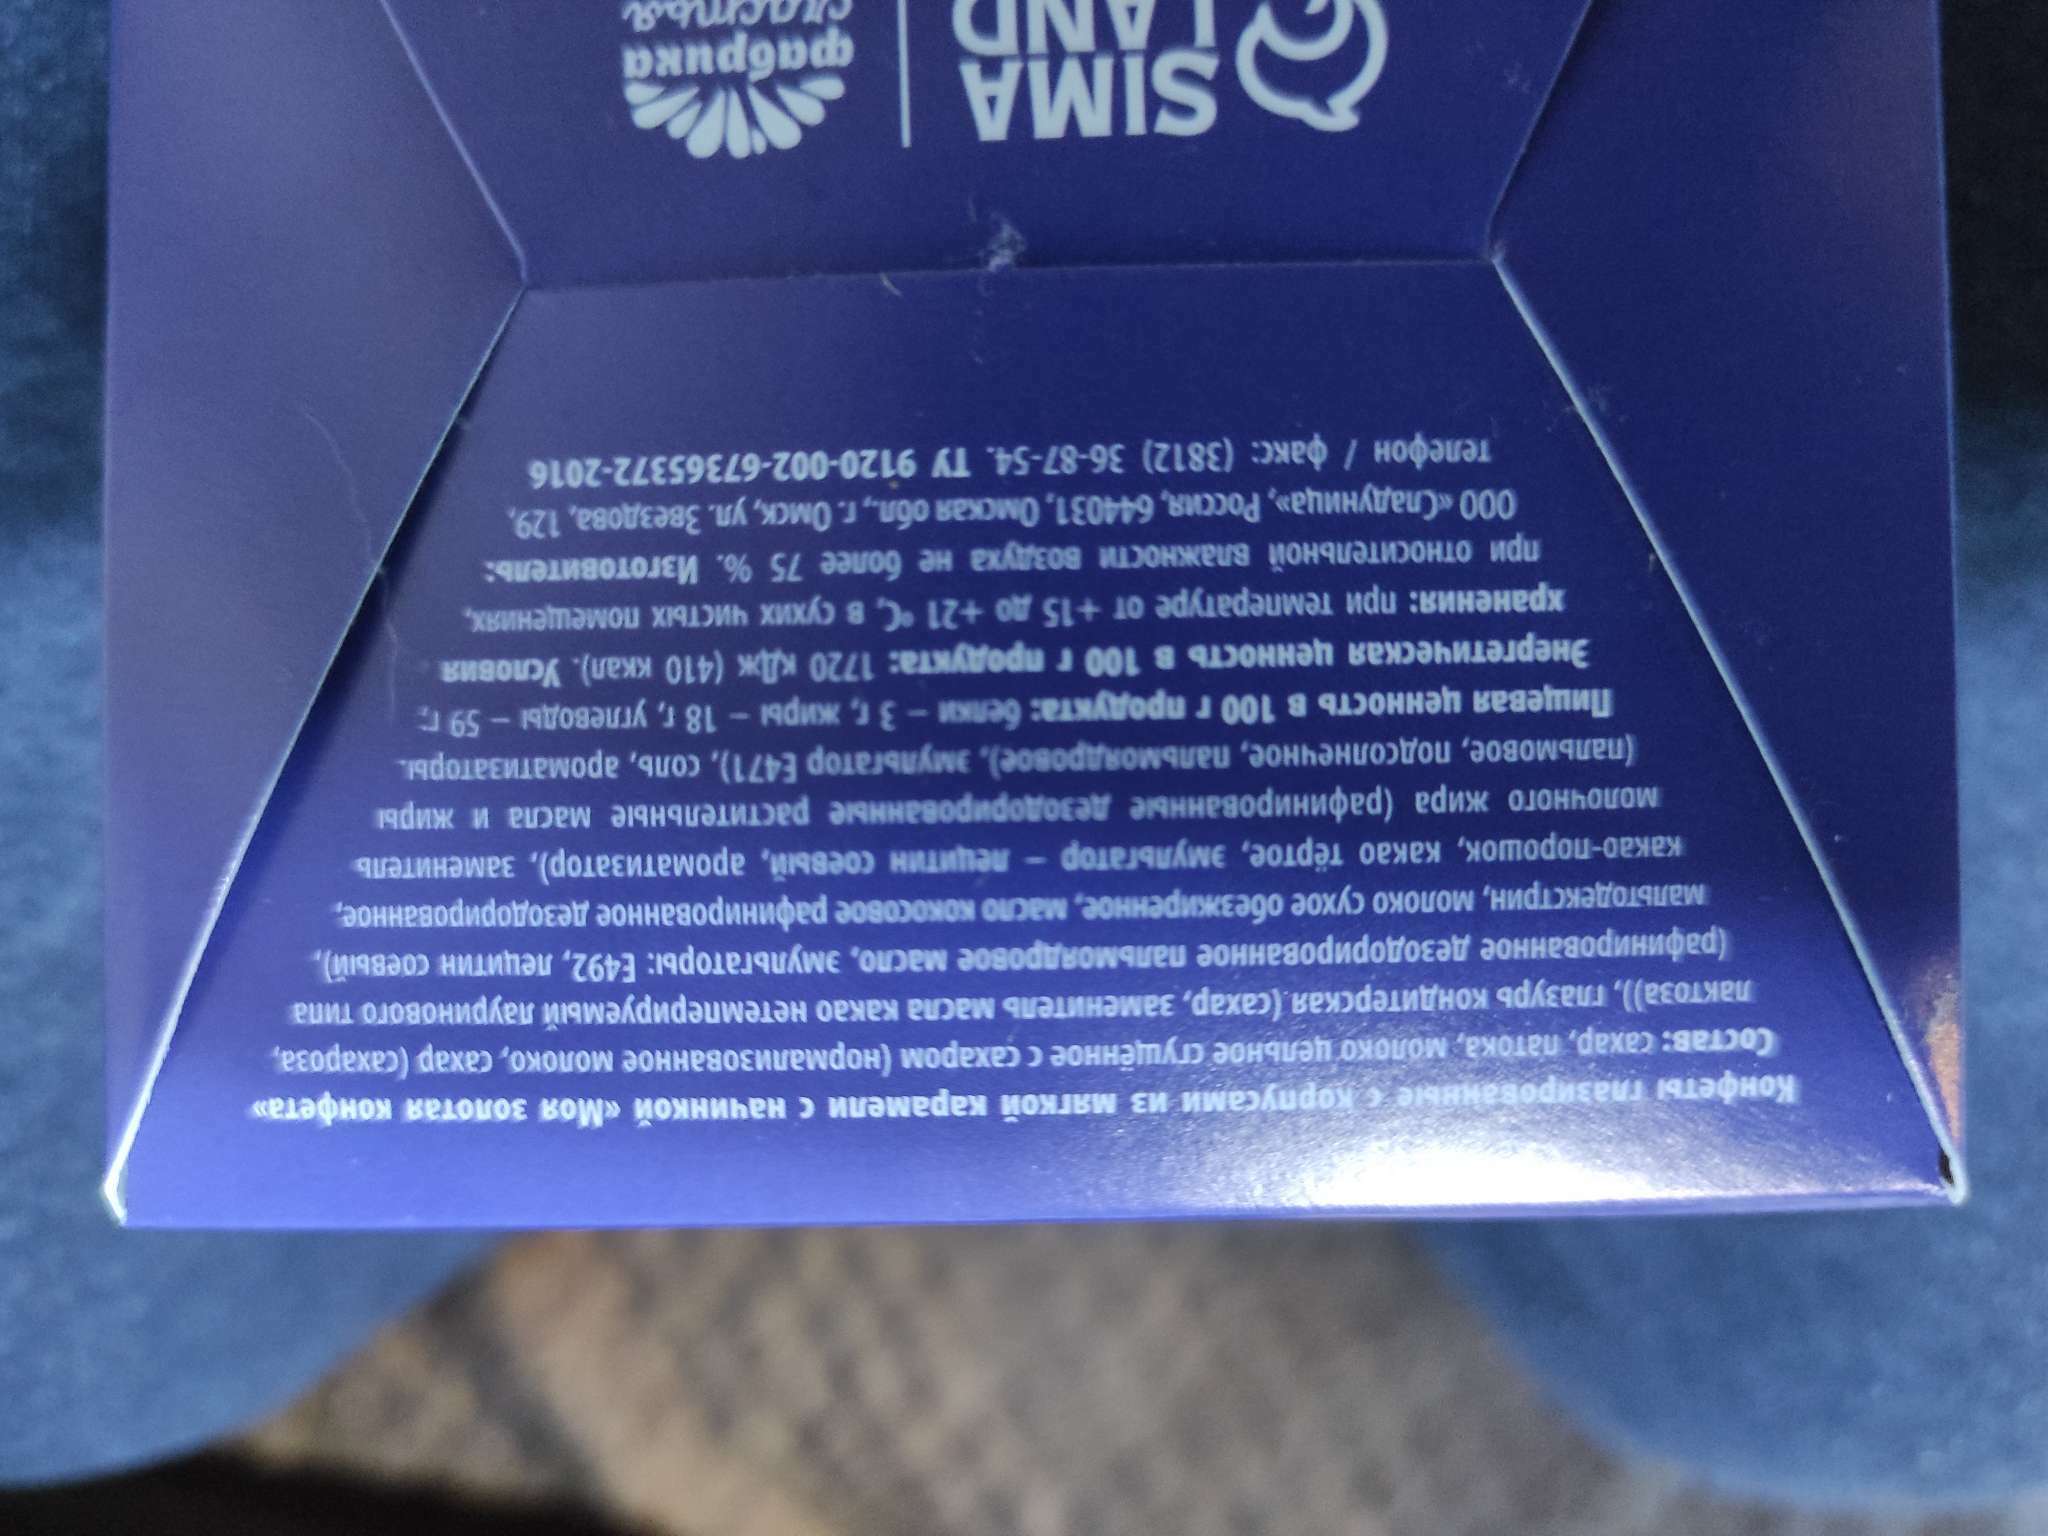 Конфеты глазированные с корпусами из мягкой карамели с начинкой «Моя золотая конфета»
Состав: сахар, патока, молоко цельное сгущённое с сахаром (нормализованное молоко, сахар (сахароза,
лактоза)), глазурь кондитерская (сахар, заменитель масла какао нетемперируемый лауринового типа
(рафинированное дезодорированное пальмоядровое масло, эмульгаторы: Е492, лецитин соевый),
мальтодекстрин, молоко сухое обезжиренное, масло кокосовое рафинированное дезодорированное,
какао-порошок, какао тёртое, эмульгатор – лецитин соевый, ароматизатор), заменитель
молочного жира (рафинированные дезодорированные растительные масла и жиры
(пальмовое, подсолнечное, пальмоядровое), эмульгатор Е471), соль, ароматизаторы.
Пищевая ценность в 100 г продукта: белки – 3 г, жиры – 18 г, углеводы – 59 г.
Энергетическая ценность в 100 г продукта: 1720 кДж (410 ккал). Условия
хранения: при температуре от +15 до +21 °С, в сухих чистых помещениях,
при относительной влажности воздуха не более 75 %. Изготовитель:
ООО «Сладуница», Россия, 644031, Омская обл., г. Омск, ул. Звездова, 129,
телефон / факс: (3812) 36-87-54. ТУ 9120-002-67365372-2016
SIMA
LAND
фабрика
счастья